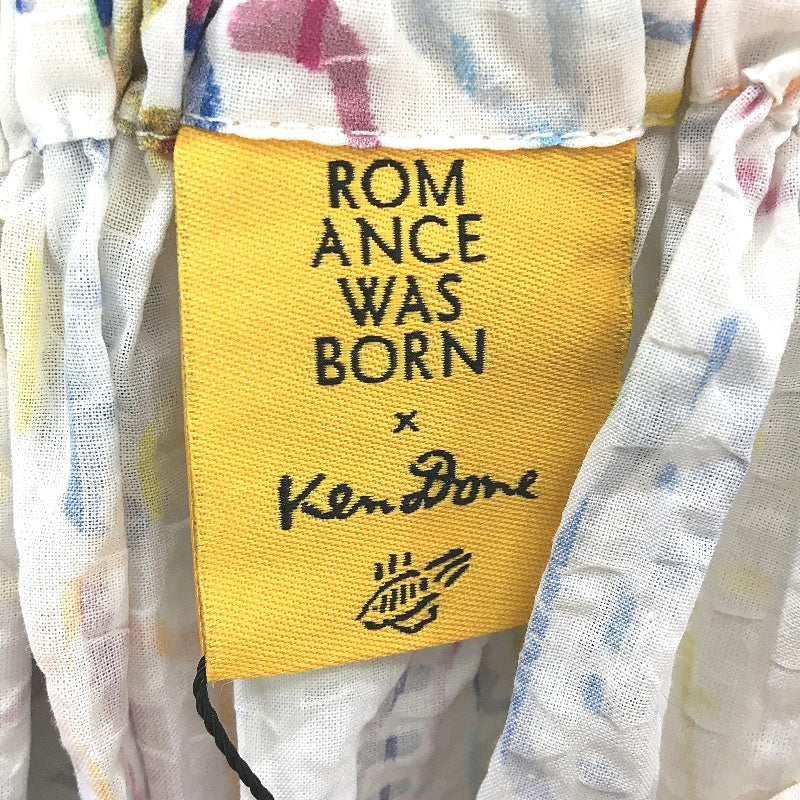 ROM
ANCE
WAS
BORN
x
Ken Done